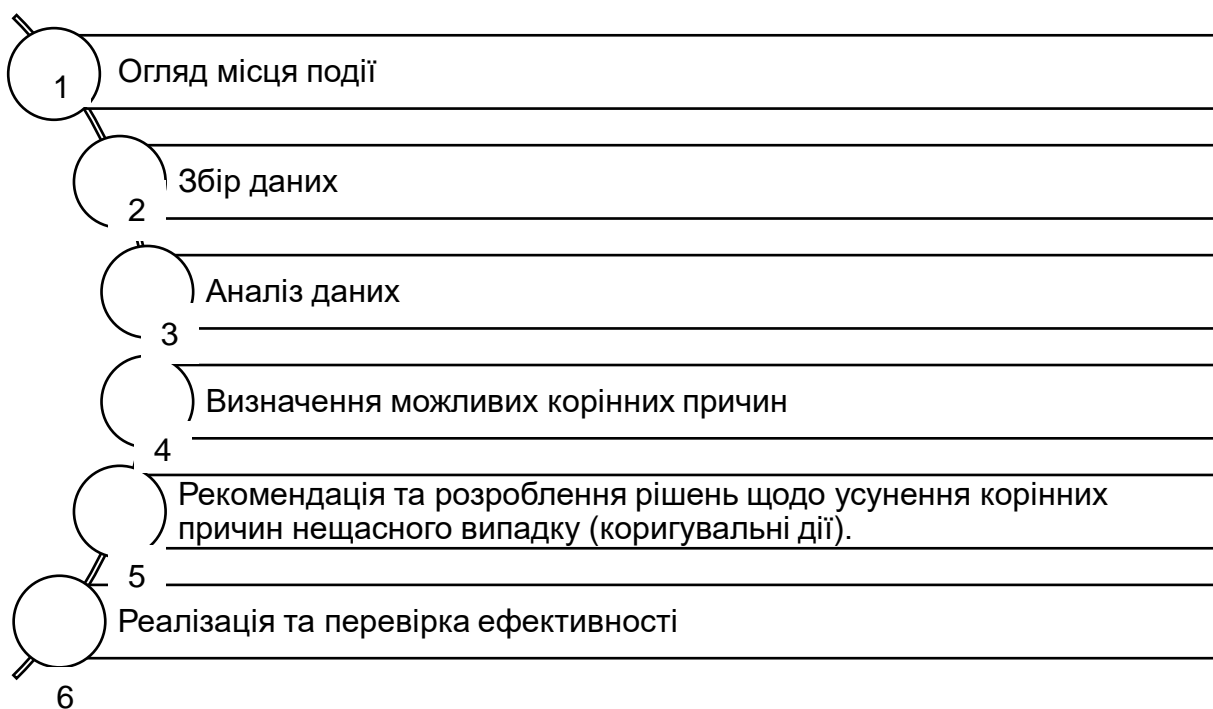 1
Огляд місця події
2
Збір даних
3
Аналіз даних
4
Визначення можливих корінних причин
5
Рекомендація та розроблення рішень щодо усунення корінних
причин нещасного випадку (коригувальні дії).
6
Реалізація та перевірка ефективності